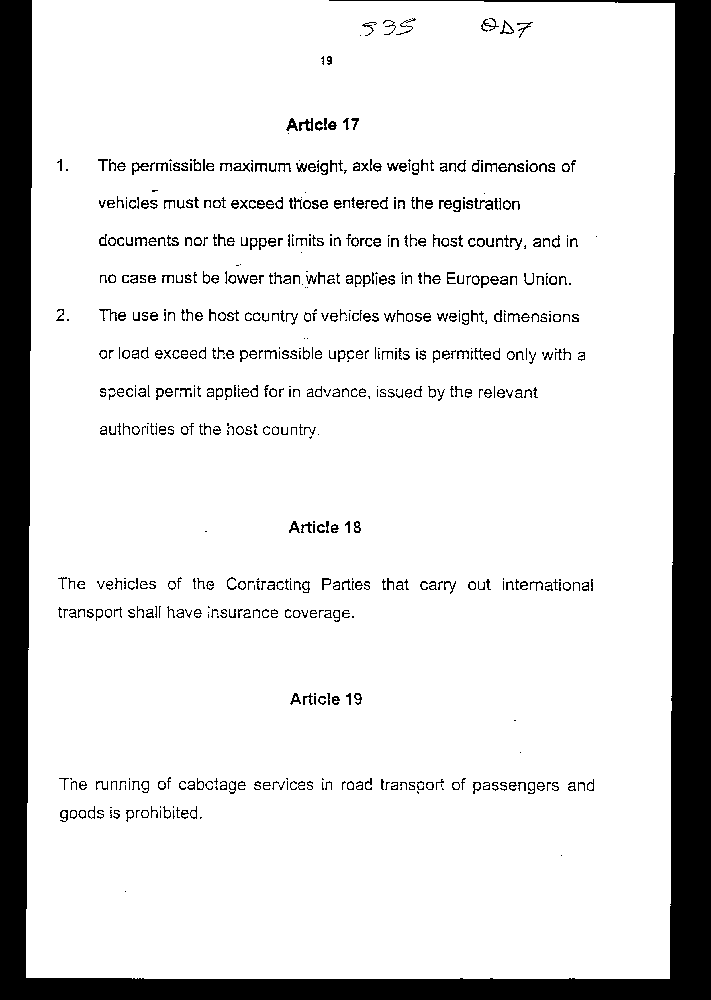 535 ΘΔ7
19
Article 17
1. The permissible maximum weight, axle weight and dimensions of
vehicles must not exceed those entered in the registration
documents nor the upper limits in force in the host country, and in
no case must be lower than what applies in the European Union.
2. The use in the host country of vehicles whose weight, dimensions
or load exceed the permissible upper limits is permitted only with a
special permit applied for in advance, issued by the relevant
authorities of the host country.
Article 18
The vehicles of the Contracting Parties that carry out international
transport shall have insurance coverage.
Article 19
The running of cabotage services in road transport of passengers and
goods is prohibited.